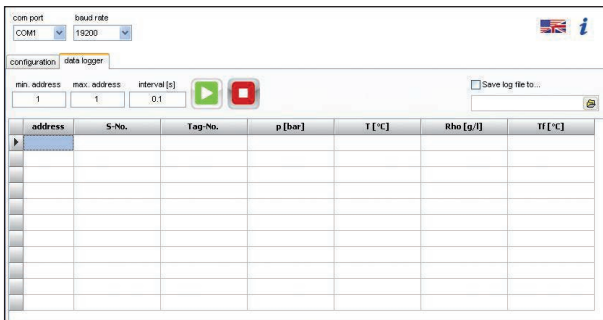 com port baud rate
COM1 19200
i
configuration data logger
min. address max. address interval [s]
1 1 0.1
Save log file to...
address S-No. Tag-No. p [bar] T [°C] Rho [g/l] Tf [°C]